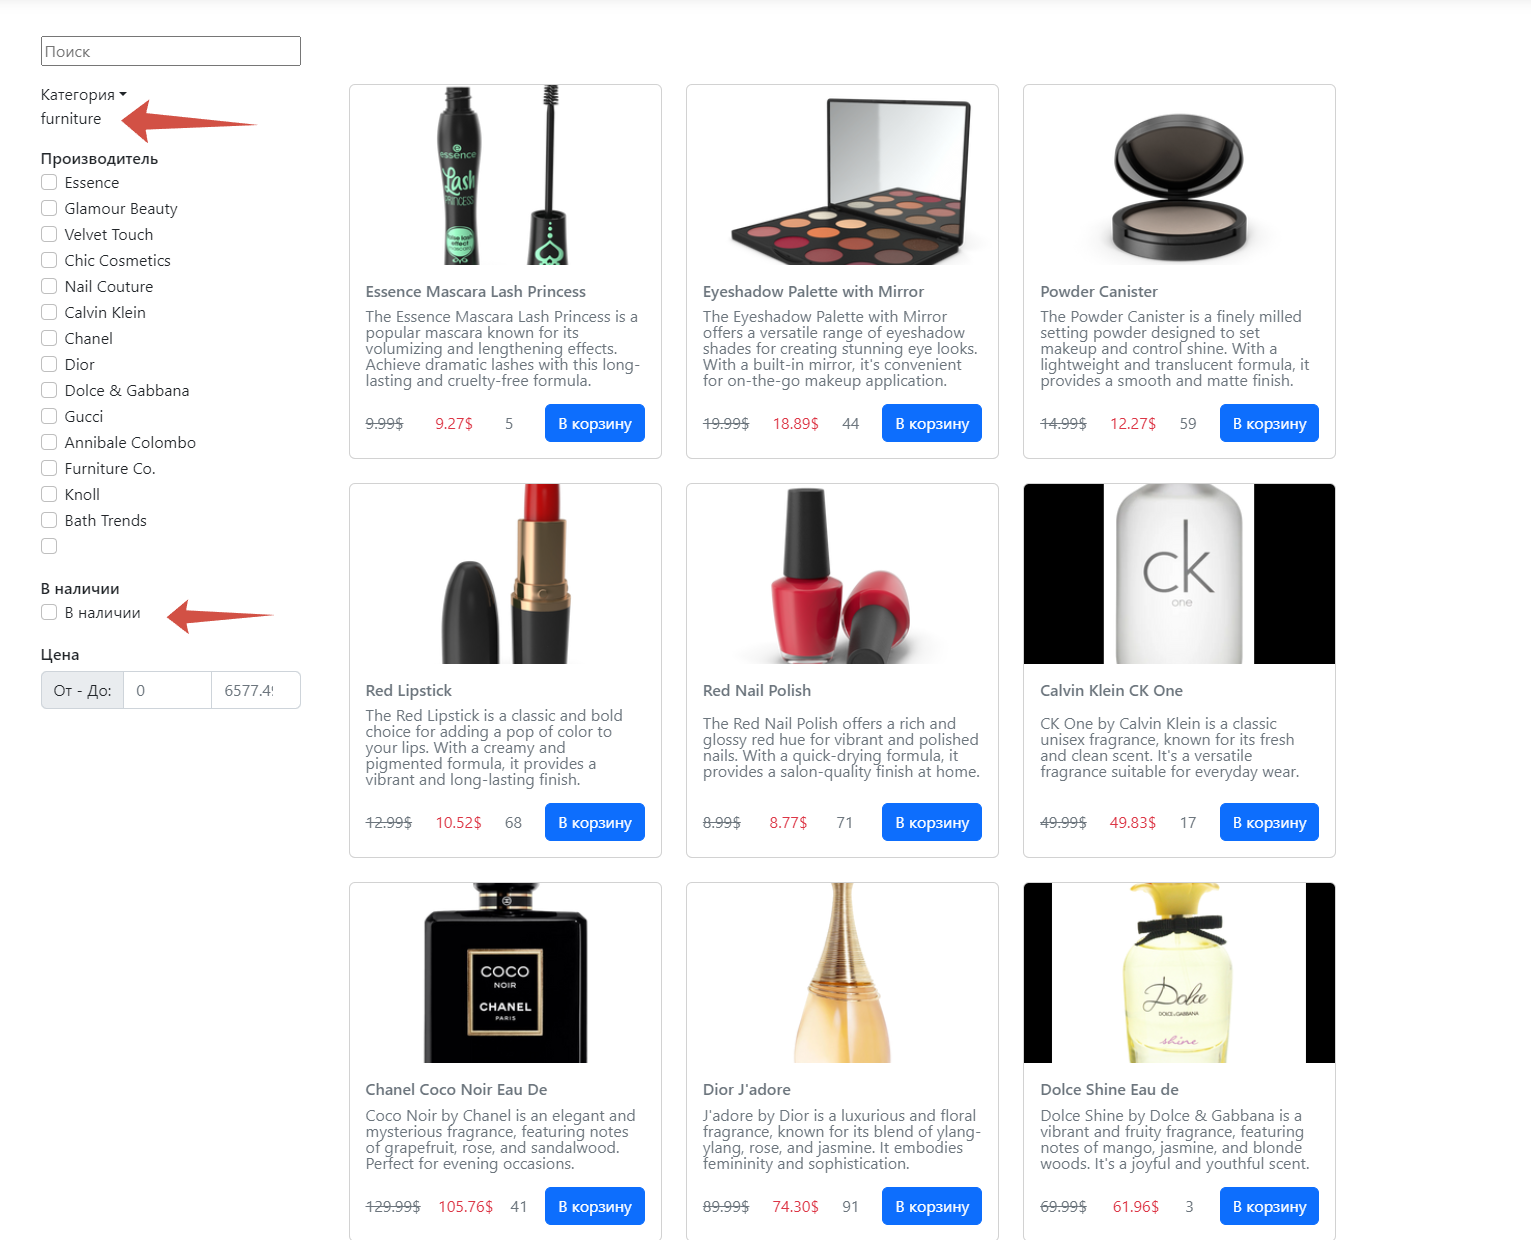 Поиск
Категория
furniture
Производитель
Essence
Glamour Beauty
Velvet Touch
Chic Cosmetics
Nail Couture
Calvin Klein
Chanel
Dior
Dolce & Gabbana
Gucci
Annibale Colombo
Furniture Co.
Knoll
Bath Trends
В наличии
В наличии
Цена
От - До:
0
6577.49
essence
Lash
PRINCESS
false lash
effect
Essence Mascara Lash Princess
The Essence Mascara Lash Princess is a
popular mascara known for its
volumizing and lengthening effects.
Achieve dramatic lashes with this long-
lasting and cruelty-free formula.
9.99$ 9.27$ 5 В корзину
Eyeshadow Palette with Mirror
The Eyeshadow Palette with Mirror
offers a versatile range of eyeshadow
shades for creating stunning eye looks.
With a built-in mirror, it's convenient
for on-the-go makeup application.
19.99$ 18.89$ 44 В корзину
Powder Canister
The Powder Canister is a finely milled
setting powder designed to set
makeup and control shine. With a
lightweight and translucent formula, it
provides a smooth and matte finish.
14.99$ 12.27$ 59 В корзину
Red Lipstick
The Red Lipstick is a classic and bold
choice for adding a pop of color to
your lips. With a creamy and
pigmented formula, it provides a
vibrant and long-lasting finish.
12.99$ 10.52$ 68 В корзину
Red Nail Polish
The Red Nail Polish offers a rich and
glossy red hue for vibrant and polished
nails. With a quick-drying formula, it
provides a salon-quality finish at home.
8.99$ 8.77$ 71 В корзину
ck
one
Calvin Klein CK One
CK One by Calvin Klein is a classic
unisex fragrance, known for its fresh
and clean scent. It's a versatile
fragrance suitable for everyday wear.
49.99$ 49.83$ 17 В корзину
COCO
NOIR
CHANEL
PARIS
Chanel Coco Noir Eau De
Coco Noir by Chanel is an elegant and
mysterious fragrance, featuring notes
of grapefruit, rose, and sandalwood.
Perfect for evening occasions.
129.99$ 105.76$ 41 В корзину
Dior J'adore
J'adore by Dior is a luxurious and floral
fragrance, known for its blend of ylang-
ylang, rose, and jasmine. It embodies
femininity and sophistication.
89.99$ 74.30$ 91 В корзину
Dolce
DOLCE & GABBANA
shine
Dolce Shine Eau de
Dolce Shine by Dolce & Gabbana is a
vibrant and fruity fragrance, featuring
notes of mango, jasmine, and blonde
woods. It's a joyful and youthful scent.
69.99$ 61.96$ 3 В корзину